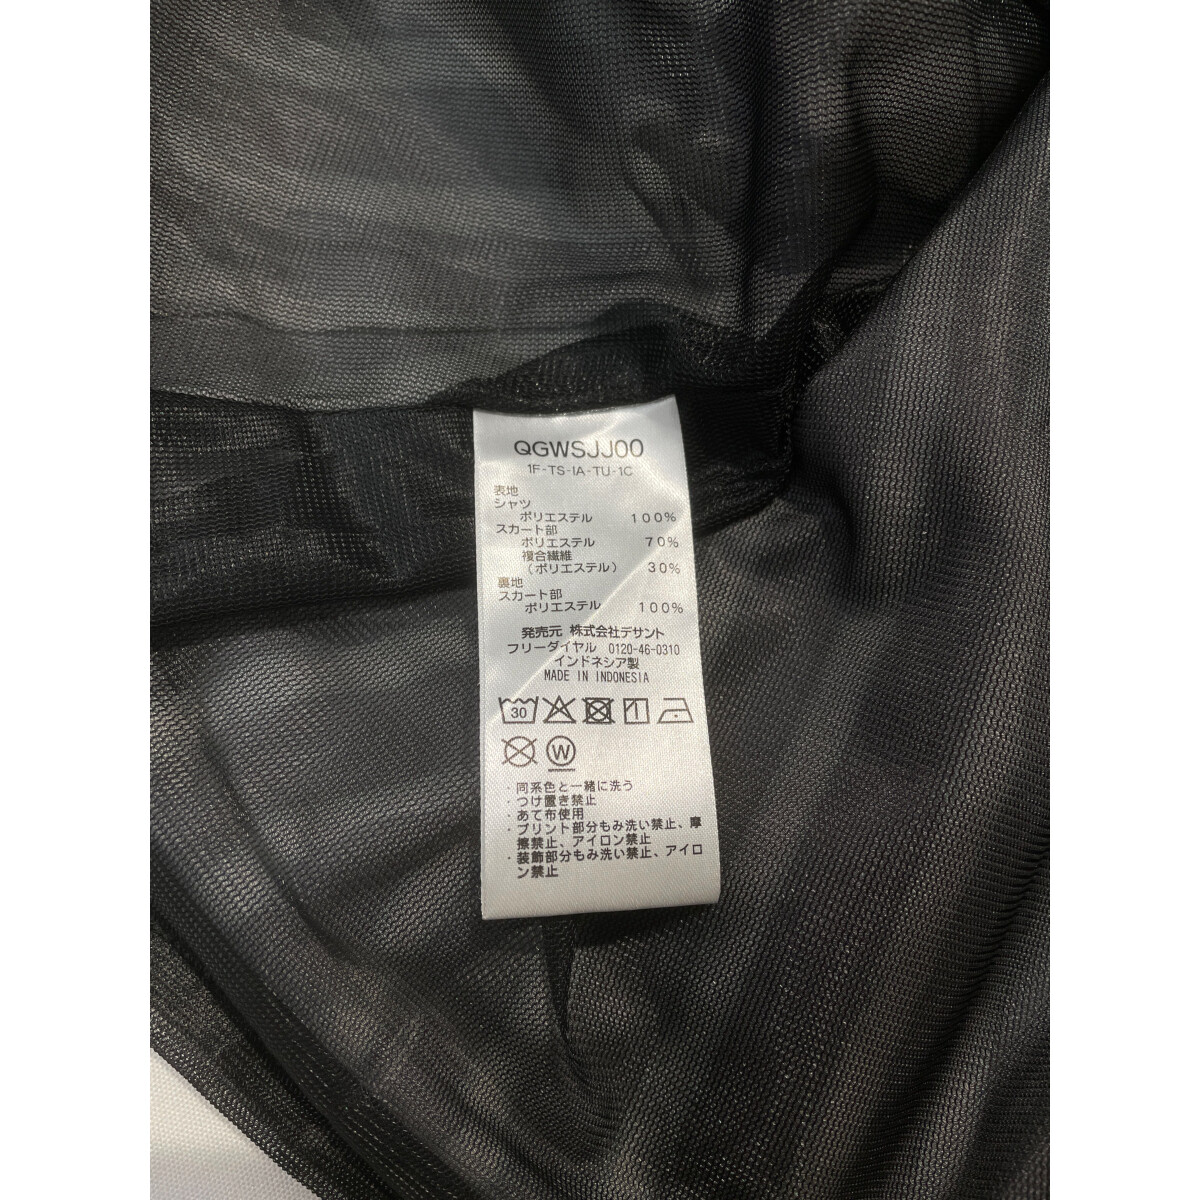 QGWSJJ00
1F-TS-IA-TU-1C
表地
シャツ
ポリエステル 100%
スカート部
ポリエステル 70%
複合繊維
(ポリエステル) 30%
裏地
スカート部
ポリエステル 100%
発売元 株式会社デサント
フリーダイヤル 0120-46-0310
インドネシア製
MADE IN INDONESIA
30
W
・同系色と一緒に洗う
・つけ置き禁止
・あて布使用
・プリント部分もみ洗い禁止、摩
擦禁止、アイロン禁止
・装飾部分もみ洗い禁止、アイロ
ン禁止